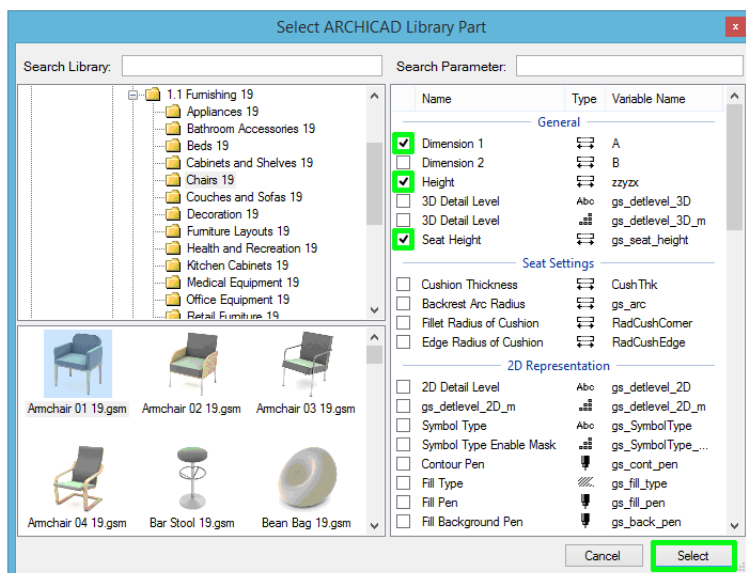 Select ARCHICAD Library Part
x
Search Library:
Search Parameter:
1.1 Furnishing 19
Appliances 19
Bathroom Accessories 19
Beds 19
Cabinets and Shelves 19
Chairs 19
Couches and Sofas 19
Decoration 19
Furniture Layouts 19
Health and Recreation 19
Kitchen Cabinets 19
Medical Equipment 19
Office Equipment 19
Retail Furniture 19
Armchair 01 19.gsm Armchair 02 19.gsm Armchair 03 19.gsm
Armchair 04 19.gsm Bar Stool 19.gsm Bean Bag 19.gsm
Name Type Variable Name
General
Dimension 1 A
Dimension 2 B
Height zzyzx
3D Detail Level Abc gs_detlevel_3D
3D Detail Level gs_detlevel_3D_m
Seat Height gs_seat_height
Seat Settings
Cushion Thickness CushThk
Backrest Arc Radius gs_arc
Fillet Radius of Cushion RadCushCorner
Edge Radius of Cushion RadCushEdge
2D Representation
2D Detail Level Abc gs_detlevel_2D
gs_detlevel_2D_m gs_detlevel_2D_m
Symbol Type Abc gs_SymbolType
Symbol Type Enable Mask gs_SymbolType_...
Contour Pen gs_cont_pen
Fill Type gs_fill_type
Fill Pen gs_fill_pen
Fill Background Pen gs_back_pen
Cancel Select